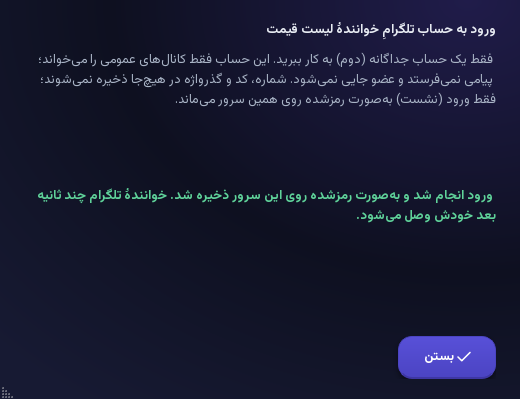 ورود به حساب تلگرامِ خوانندهٔ لیست قیمت
فقط یک حساب جداگانه (دوم) به کار ببرید. این حساب فقط کانال‌های عمومی را می‌خواند؛
پیامی نمی‌فرستد و عضو جایی نمی‌شود. شماره، کد و گذرواژه در هیچ‌جا ذخیره نمی‌شوند؛
فقط ورود (نشست) به‌صورت رمزشده روی همین سرور می‌ماند.
ورود انجام شد و به‌صورت رمزشده روی این سرور ذخیره شد. خوانندهٔ تلگرام چند ثانیه
بعد خودش وصل می‌شود.
بستن